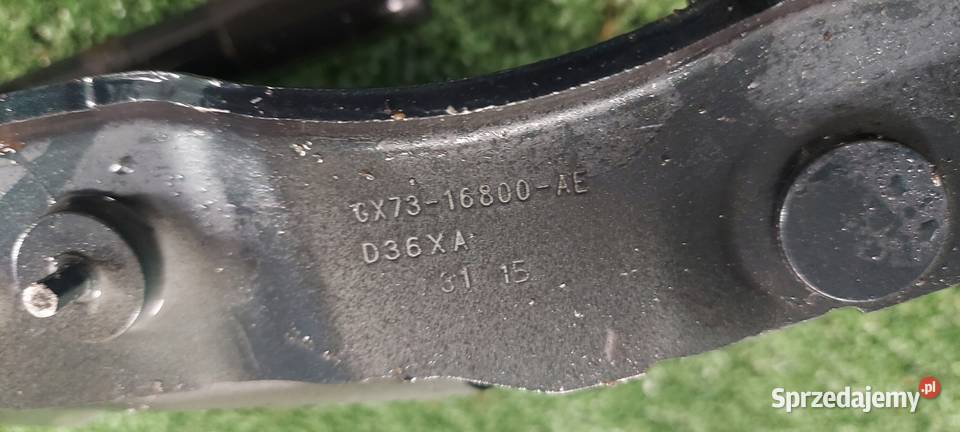 GX73-16800-AE
D36XA
31 15
Sprzedajemy.pl